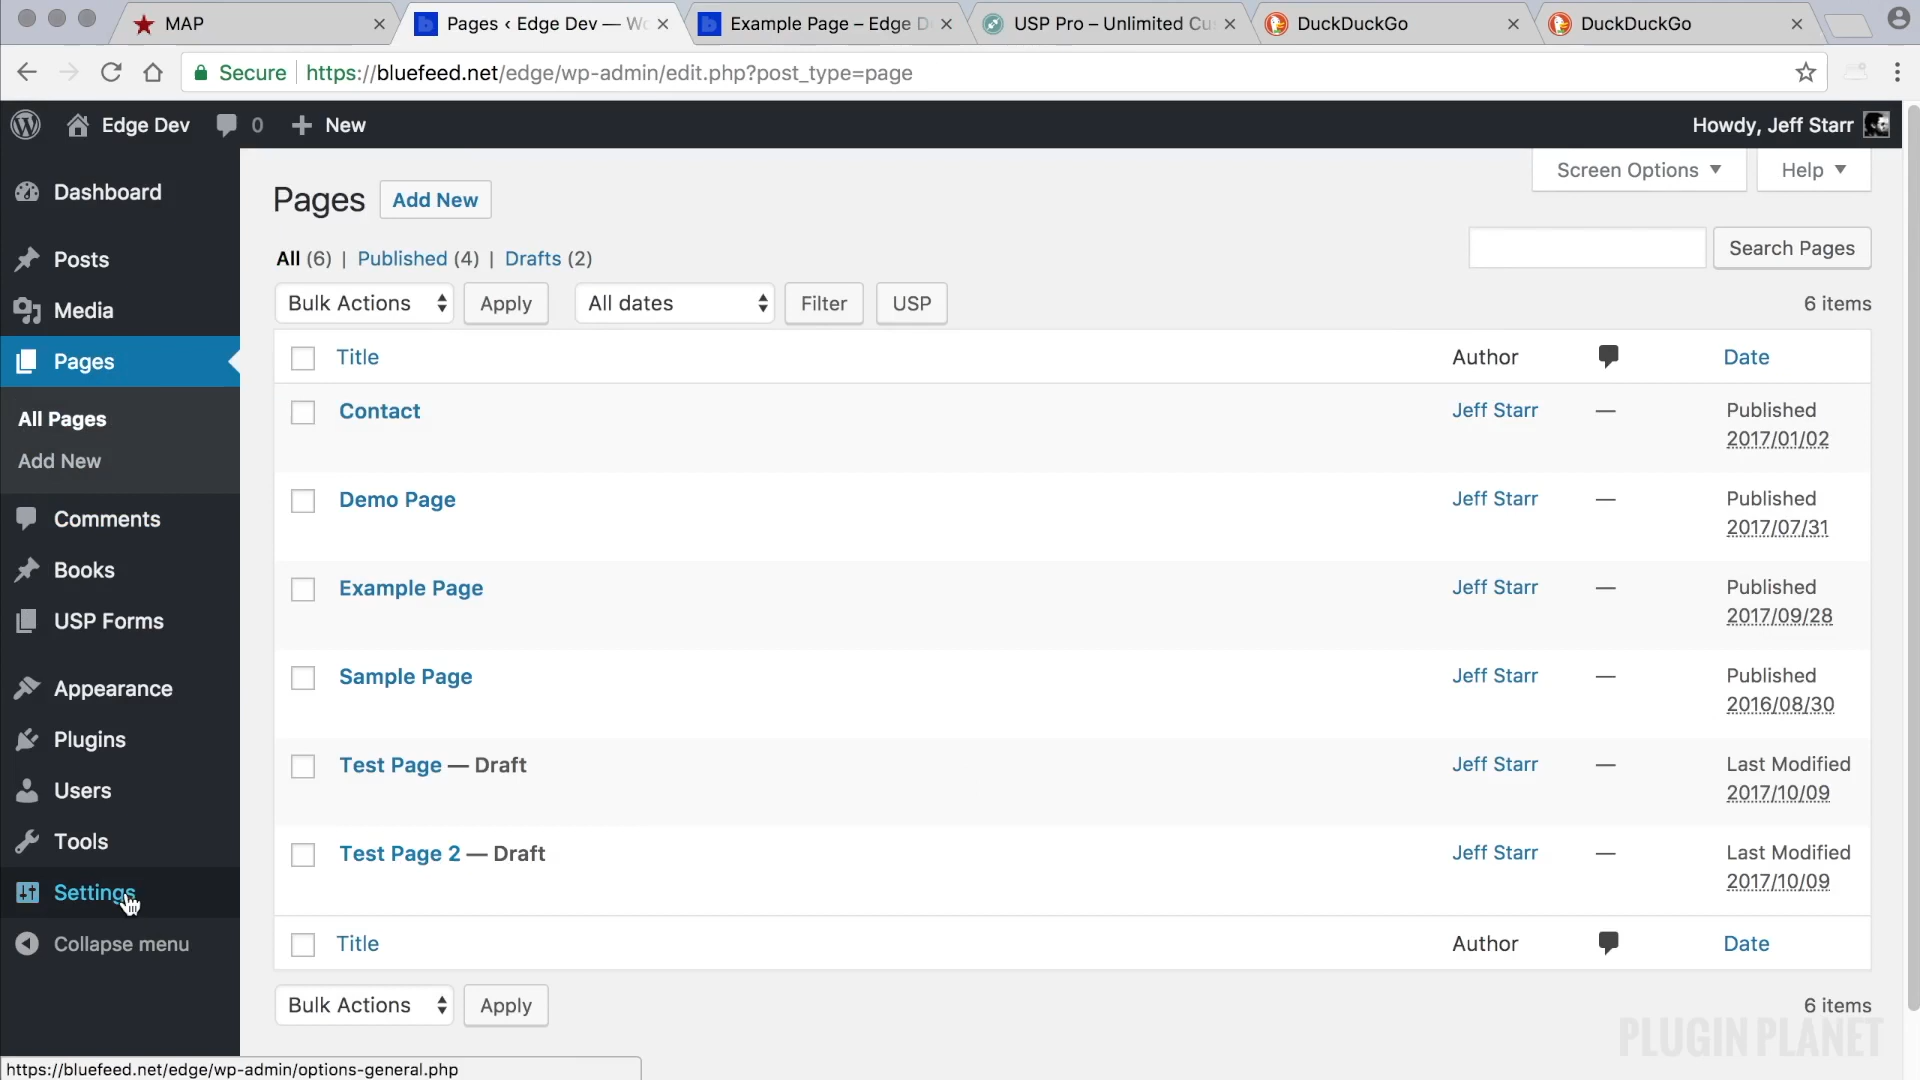 MAP
Pages ‹ Edge Dev — Wo
Example Page – Edge D
USP Pro – Unlimited Cu
DuckDuckGo
DuckDuckGo
Secure
https://bluefeed.net/edge/wp-admin/edit.php?post_type=page
Edge Dev
0
New
Howdy, Jeff Starr
Dashboard
Posts
Media
Pages
All Pages
Add New
Comments
Books
USP Forms
Appearance
Plugins
Users
Tools
Settings
Collapse menu
Screen Options
Help
Pages Add New
All (6) | Published (4) | Drafts (2)
Search Pages
Bulk Actions Apply All dates Filter USP 6 items
Title Author Date
Contact Jeff Starr — Published
2017/01/02
Demo Page Jeff Starr — Published
2017/07/31
Example Page Jeff Starr — Published
2017/09/28
Sample Page Jeff Starr — Published
2016/08/30
Test Page — Draft Jeff Starr — Last Modified
2017/10/09
Test Page 2 — Draft Jeff Starr — Last Modified
2017/10/09
Title Author Date
Bulk Actions Apply 6 items
PLUGIN PLANET
https://bluefeed.net/edge/wp-admin/options-general.php